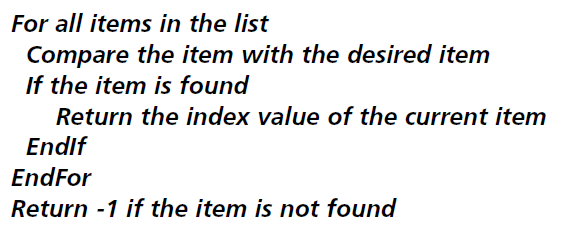 For all items in the list
Compare the item with the desired item
If the item is found
Return the index value of the current item
EndIf
EndFor
Return -1 if the item is not found